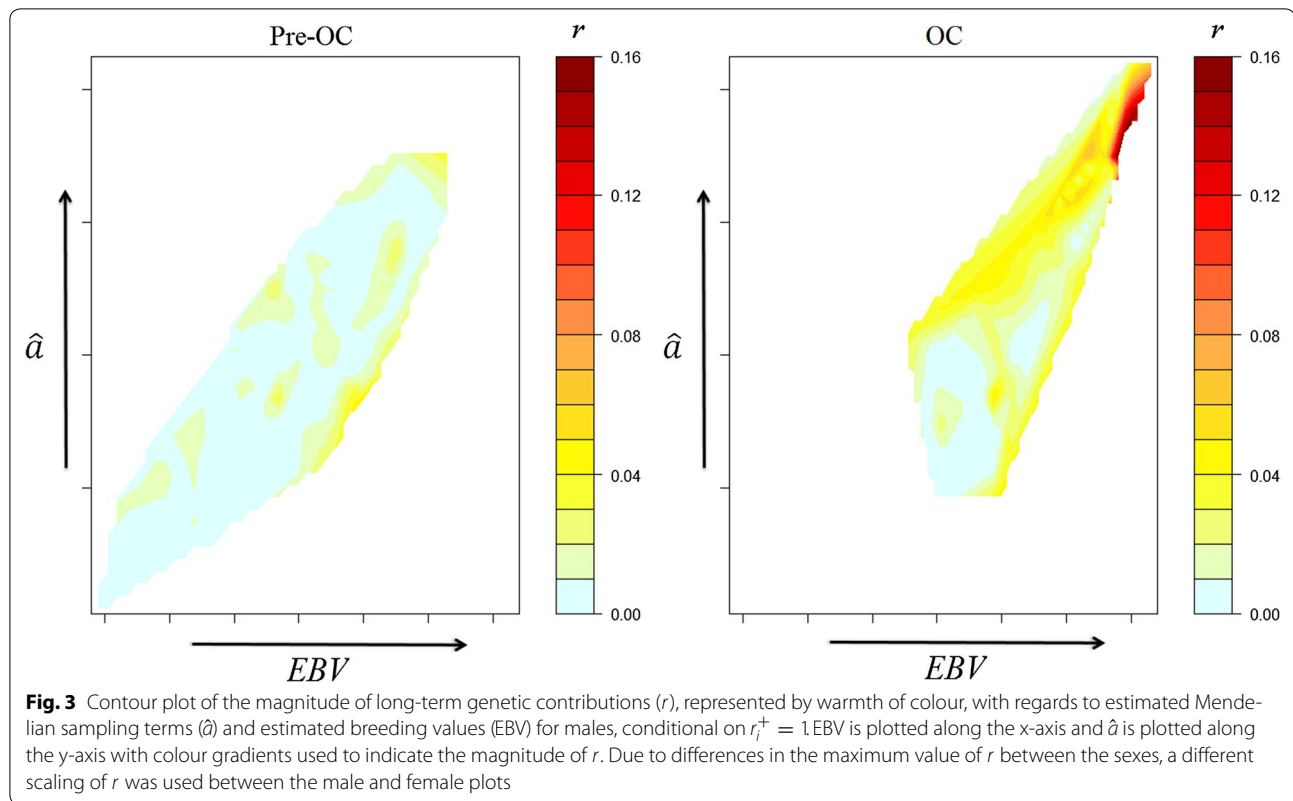 Pre-OC
r
OC
r
0.16
0.12
0.08
0.04
0.00
0.16
0.12
0.08
0.04
0.00
â
â
EBV
EBV
Fig. 3 Contour plot of the magnitude of long-term genetic contributions (r), represented by warmth of colour, with regards to estimated Mende-
lian sampling terms (â) and estimated breeding values (EBV) for males, conditional on rᵢ⁺ = 1. EBV is plotted along the x-axis and â is plotted along
the y-axis with colour gradients used to indicate the magnitude of r. Due to differences in the maximum value of r between the sexes, a different
scaling of r was used between the male and female plots